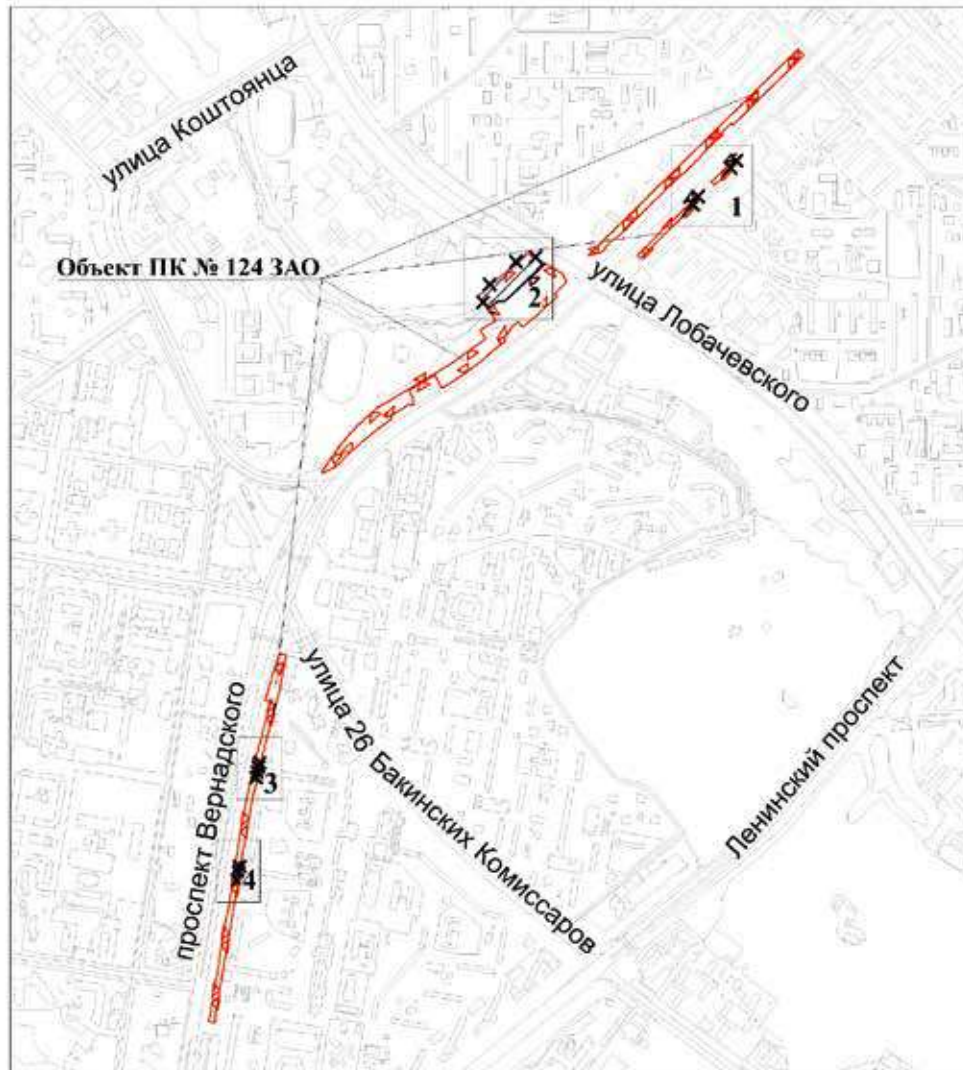 улица Коштоянца
1
Объект ПК № 124 ЗАО
2
улица Лобачевского
улица 26 Бакинских Комиссаров
проспект Вернадского
3
Ленинский проспект
4